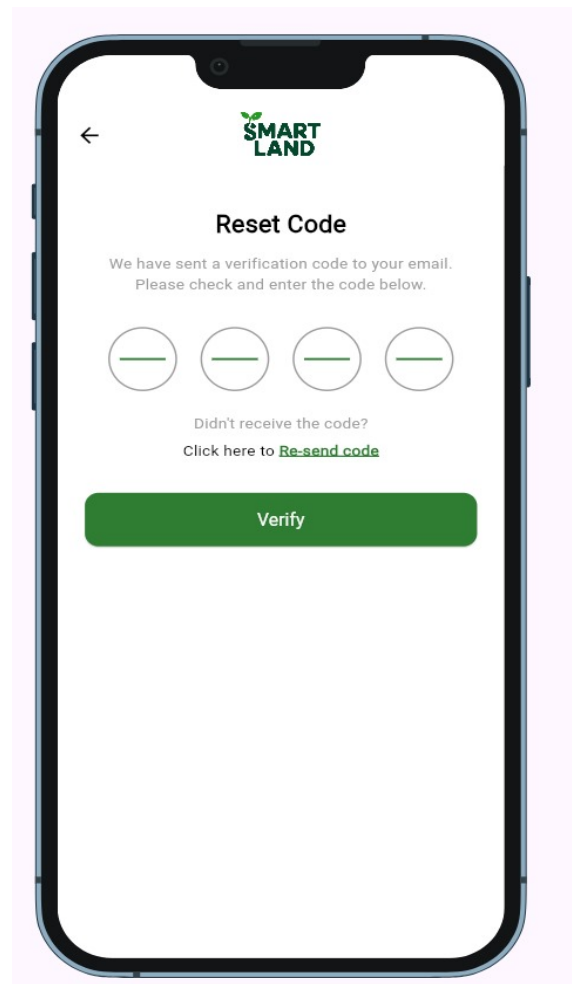 SMART
LAND
Reset Code
We have sent a verification code to your email.
Please check and enter the code below.
Didn't receive the code?
Click here to Re-send code
Verify